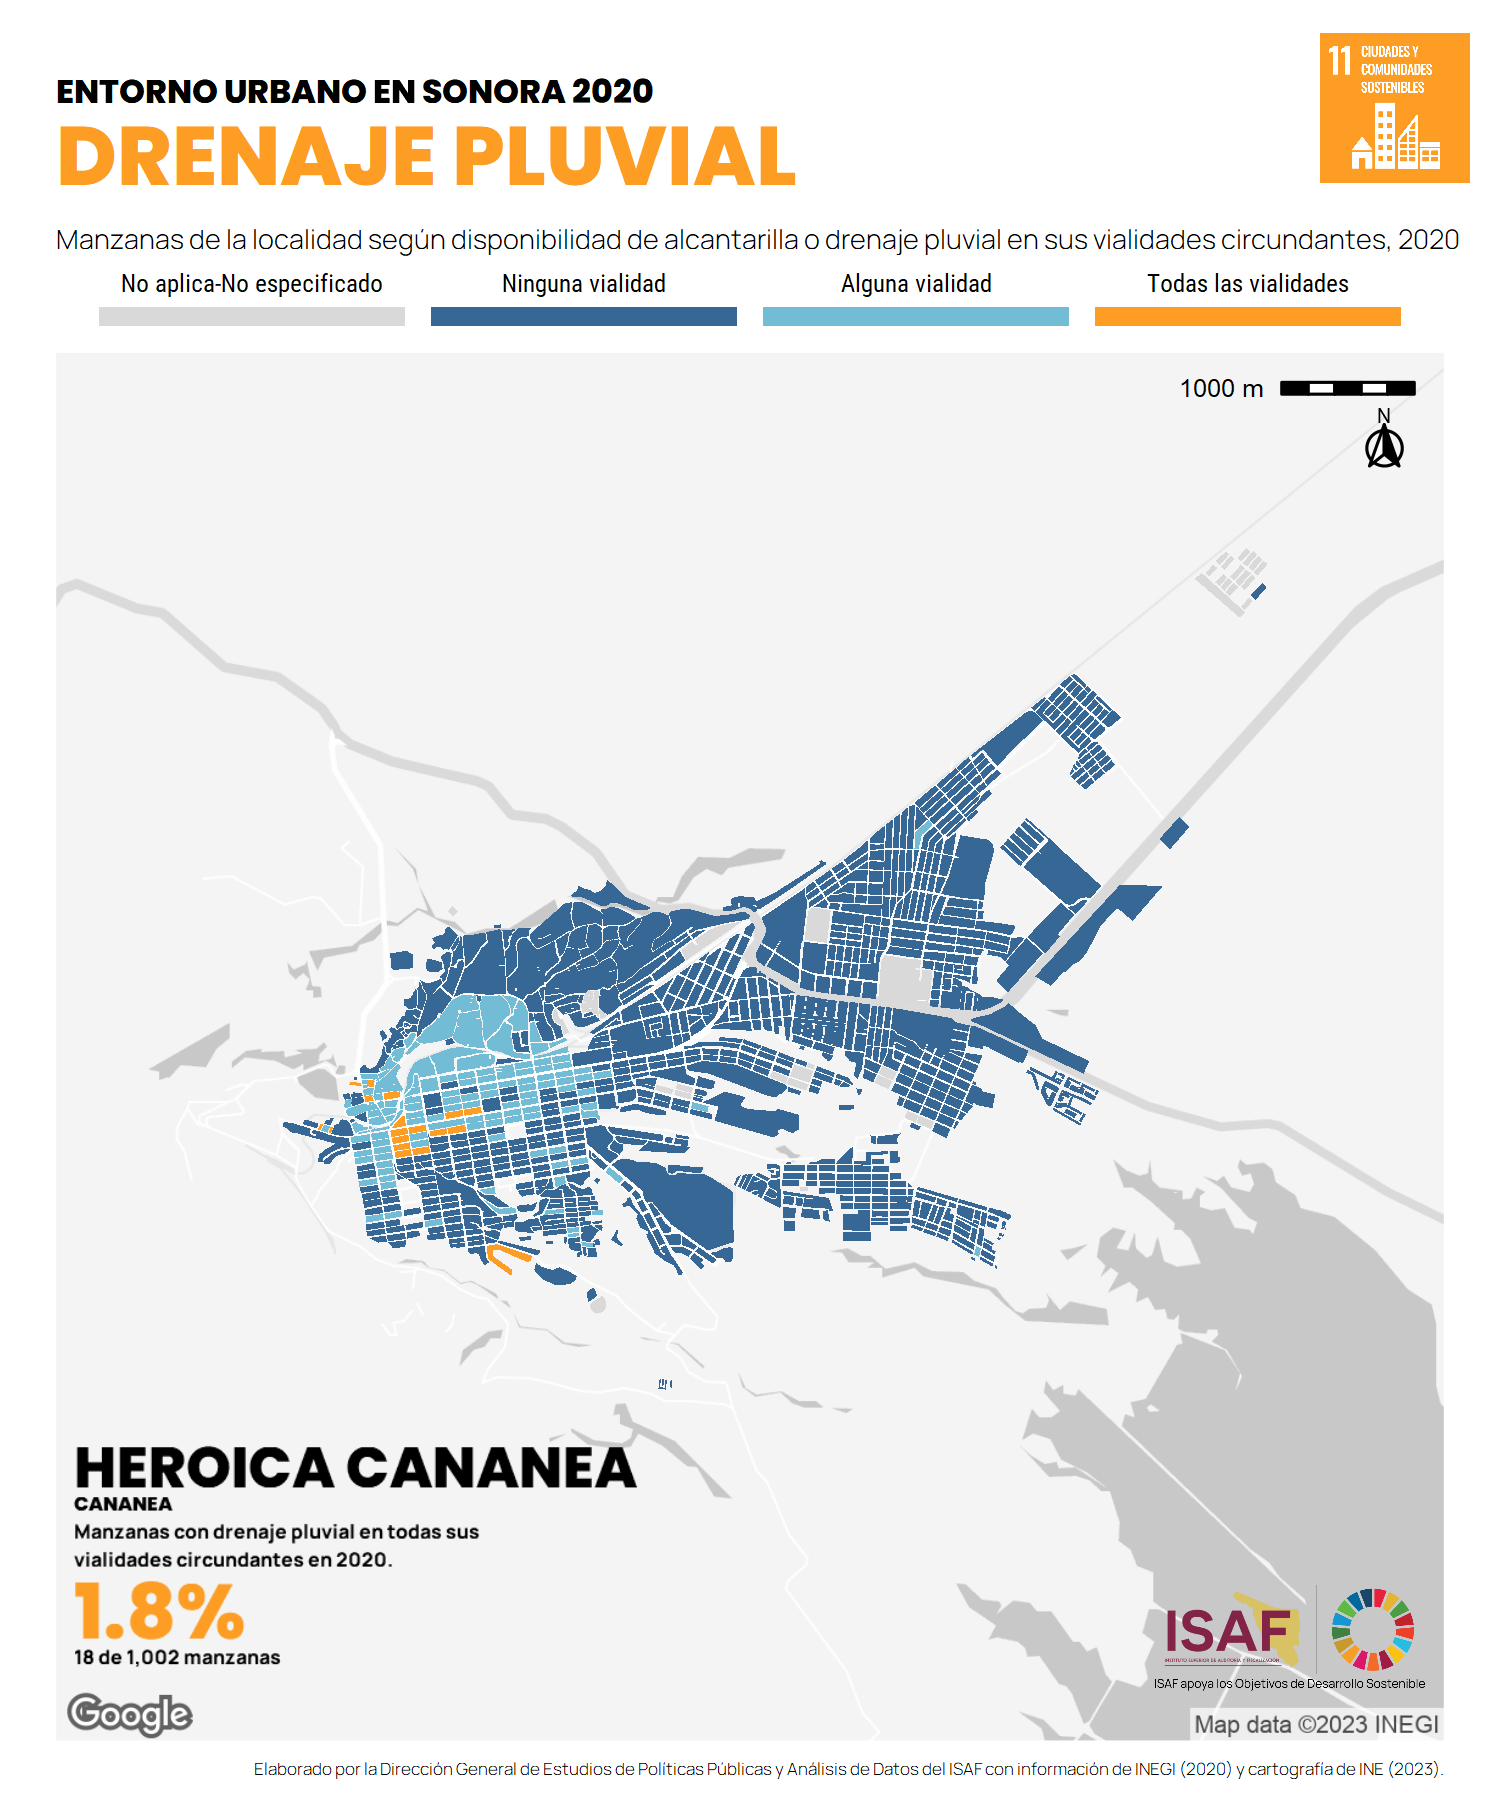 11 CIUDADES Y
COMUNIDADES
SOSTENIBLES
ENTORNO URBANO EN SONORA 2020
DRENAJE PLUVIAL
Manzanas de la localidad según disponibilidad de alcantarilla o drenaje pluvial en sus vialidades circundantes, 2020
No aplica-No especificado
Ninguna vialidad
Alguna vialidad
Todas las vialidades
1000 m
N
HEROICA CANANEA
CANANEA
Manzanas con drenaje pluvial en todas sus
vialidades circundantes en 2020.
1.8%
18 de 1,002 manzanas
Google
ISAF
INSTITUTO SUPERIOR DE AUDITORÍA Y FISCALIZACIÓN
ISAF apoya los Objetivos de Desarrollo Sostenible
Map data ©2023 INEGI
Elaborado por la Dirección General de Estudios de Políticas Públicas y Análisis de Datos del ISAF con información de INEGI (2020) y cartografía de INE (2023).